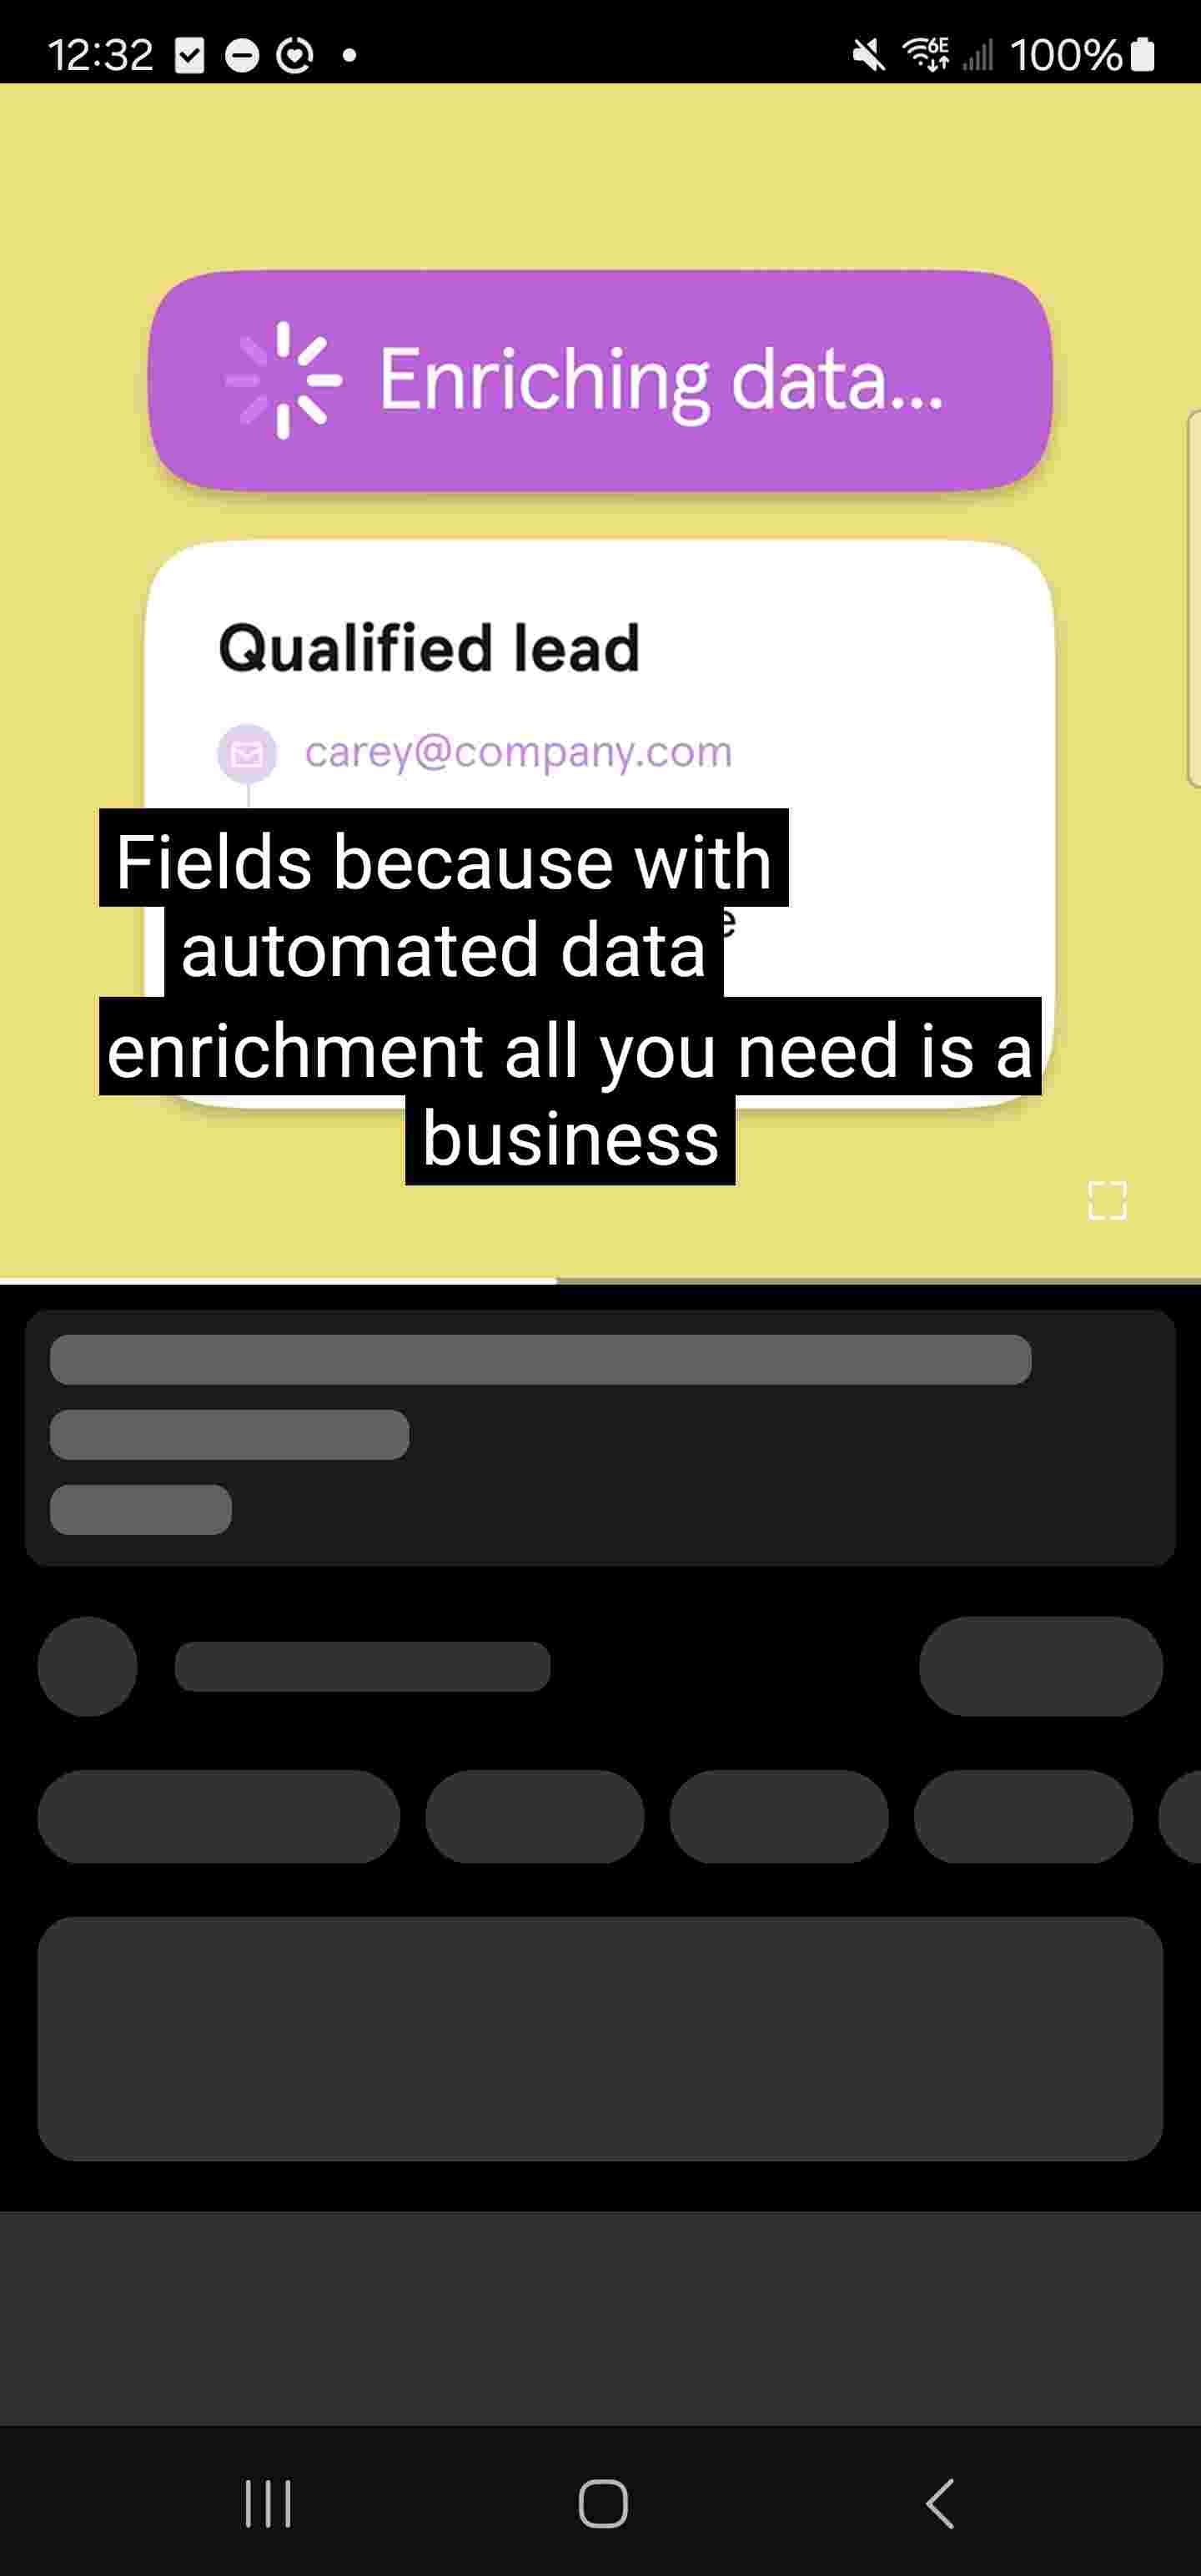 12:32
6E
100%
Enriching data...
Qualified lead
carey@company.com
Fields because with
automated data
enrichment all you need is a
business